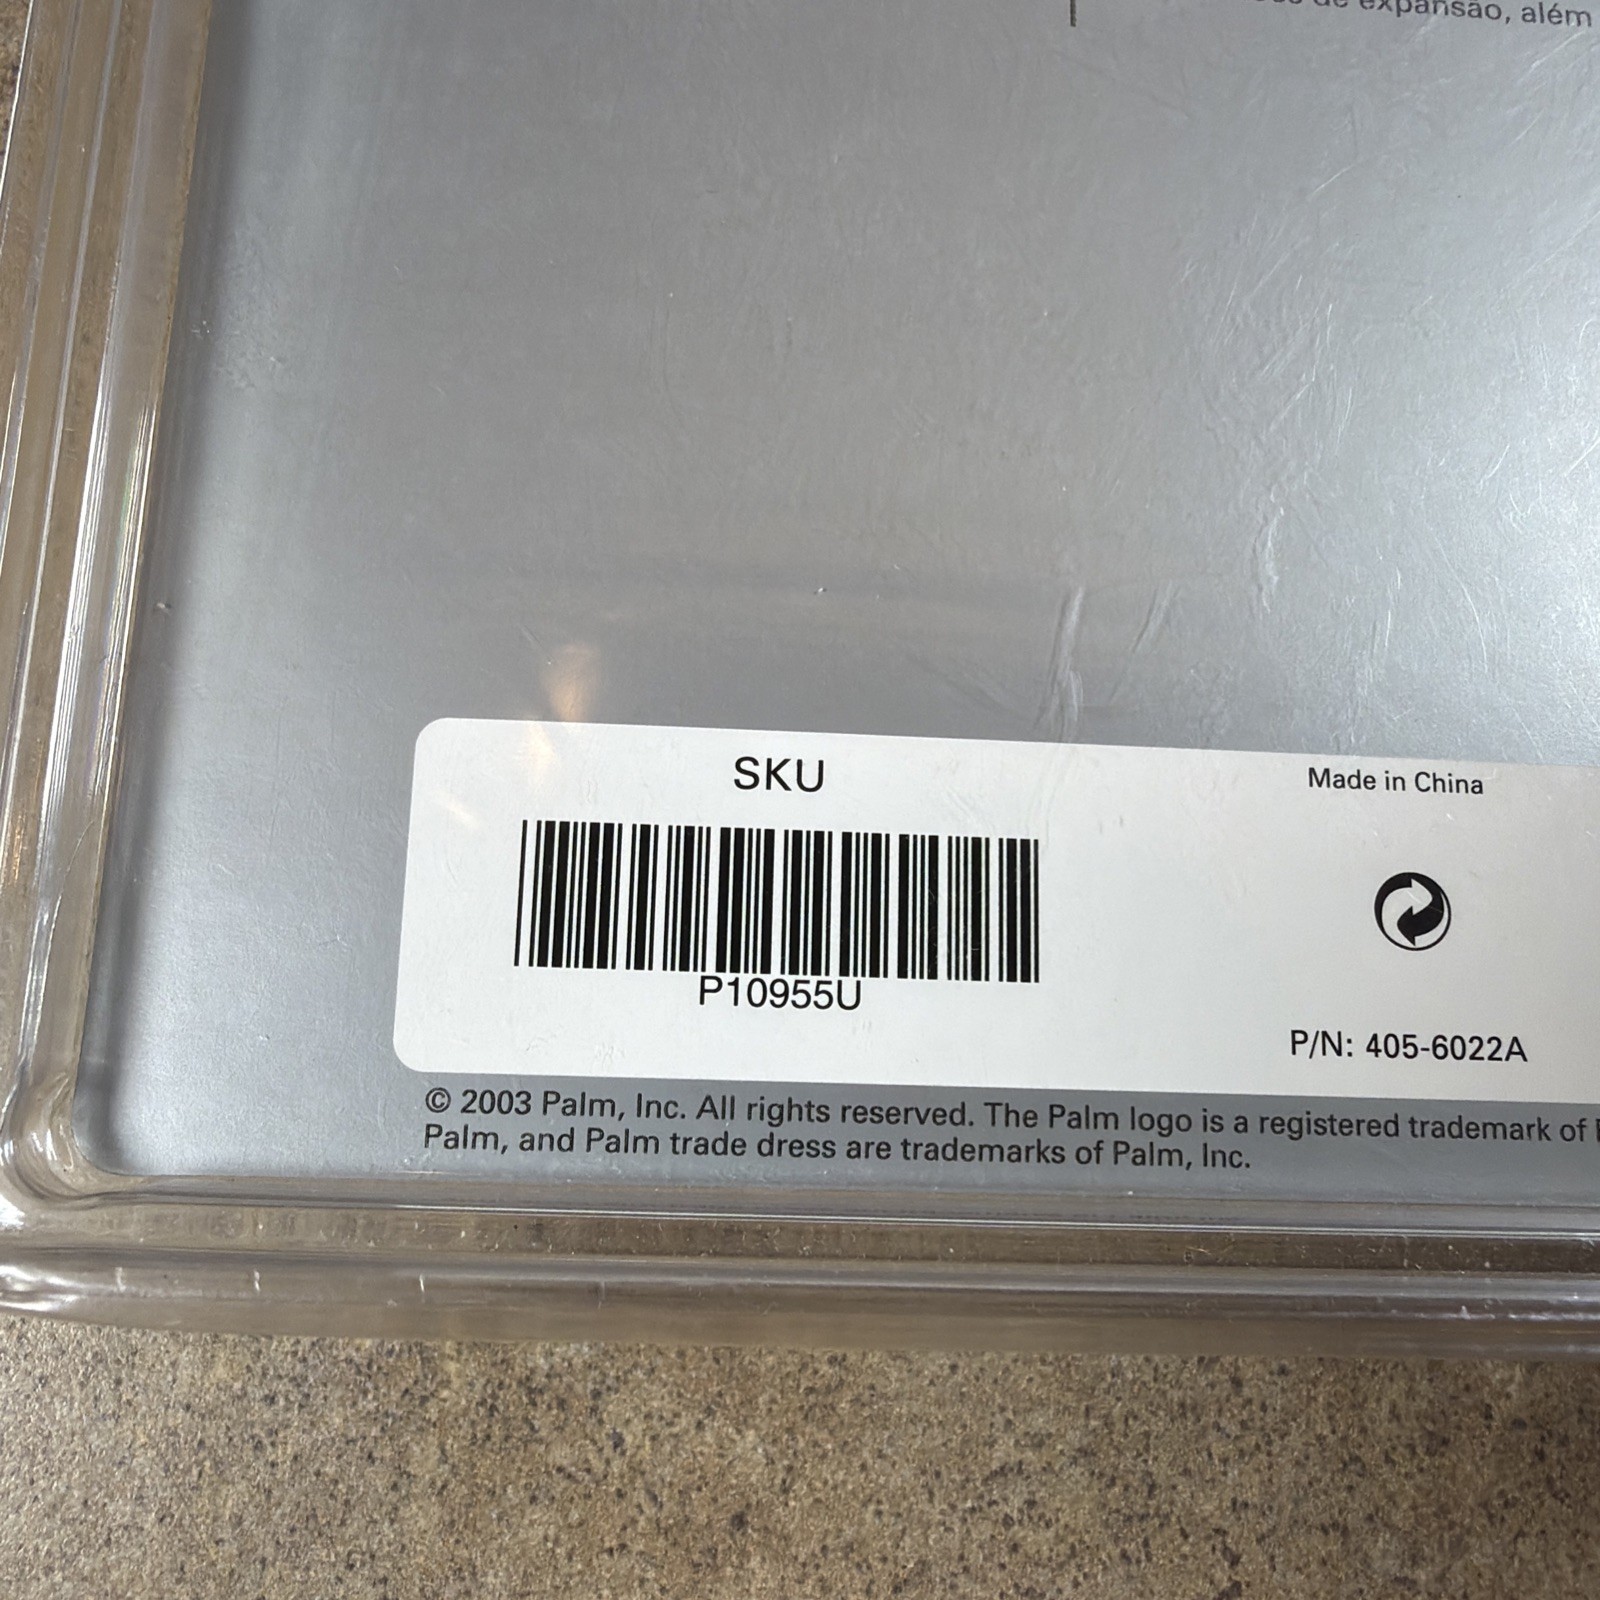 de expansão, além
SKU
Made in China
P10955U
P/N: 405-6022A
© 2003 Palm, Inc. All rights reserved. The Palm logo is a registered trademark of
Palm, and Palm trade dress are trademarks of Palm, Inc.